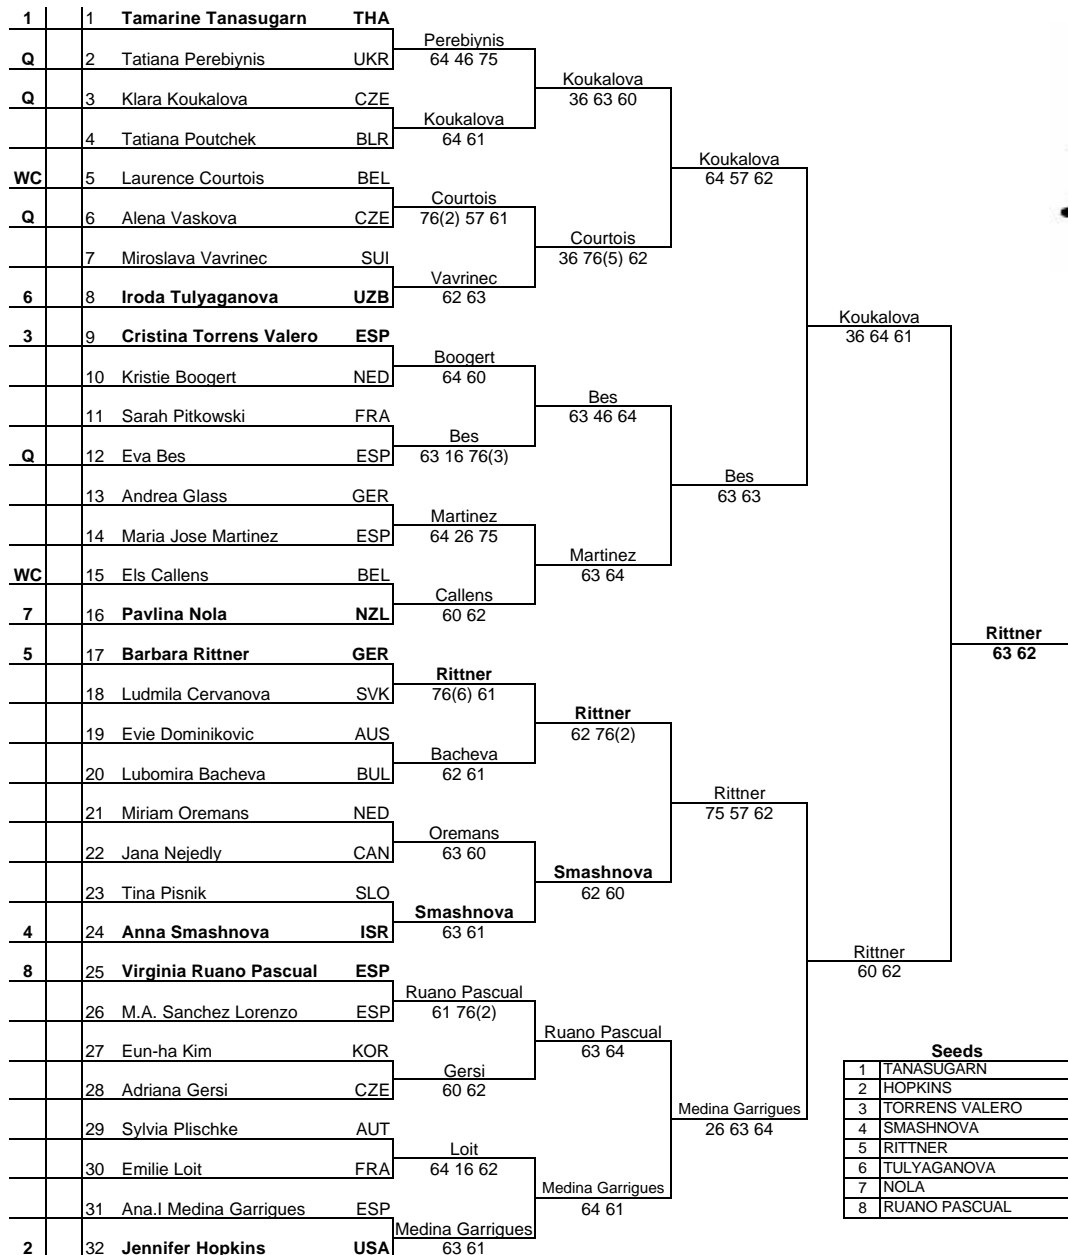 1 1 Tamarine Tanasugarn THA
Perebiynis
Q 2 Tatiana Perebiynis UKR 64 46 75
Koukalova
Q 3 Klara Koukalova CZE 36 63 60
Koukalova
4 Tatiana Poutchek BLR 64 61
Koukalova
WC 5 Laurence Courtois BEL 64 57 62
Courtois
Q 6 Alena Vaskova CZE 76(2) 57 61
Courtois
7 Miroslava Vavrinec SUI 36 76(5) 62
Vavrinec
6 8 Iroda Tulyaganova UZB 62 63
Koukalova
3 9 Cristina Torrens Valero ESP 36 64 61
Boogert
10 Kristie Boogert NED 64 60
Bes
11 Sarah Pitkowski FRA 63 46 64
Bes
Q 12 Eva Bes ESP 63 16 76(3)
Bes
13 Andrea Glass GER 63 63
Martinez
14 Maria Jose Martinez ESP 64 26 75
Martinez
WC 15 Els Callens BEL 63 64
Callens
7 16 Pavlina Nola NZL 60 62
Rittner
5 17 Barbara Rittner GER 63 62
Rittner
18 Ludmila Cervanova SVK 76(6) 61
Rittner
19 Evie Dominikovic AUS 62 76(2)
Bacheva
20 Lubomira Bacheva BUL 62 61
Rittner
21 Miriam Oremans NED 75 57 62
Oremans
22 Jana Nejedly CAN 63 60
Smashnova
23 Tina Pisnik SLO 62 60
Smashnova
4 24 Anna Smashnova ISR 63 61
Rittner
8 25 Virginia Ruano Pascual ESP 60 62
Ruano Pascual
26 M.A. Sanchez Lorenzo ESP 61 76(2)
Ruano Pascual
27 Eun-ha Kim KOR 63 64
Gersi
28 Adriana Gersi CZE 60 62
Medina Garrigues
29 Sylvia Plischke AUT 26 63 64
Loit
30 Emilie Loit FRA 64 16 62
Medina Garrigues
31 Ana.I Medina Garrigues ESP 64 61
Medina Garrigues
2 32 Jennifer Hopkins USA 63 61
Seeds
1 TANASUGARN
2 HOPKINS
3 TORRENS VALERO
4 SMASHNOVA
5 RITTNER
6 TULYAGANOVA
7 NOLA
8 RUANO PASCUAL